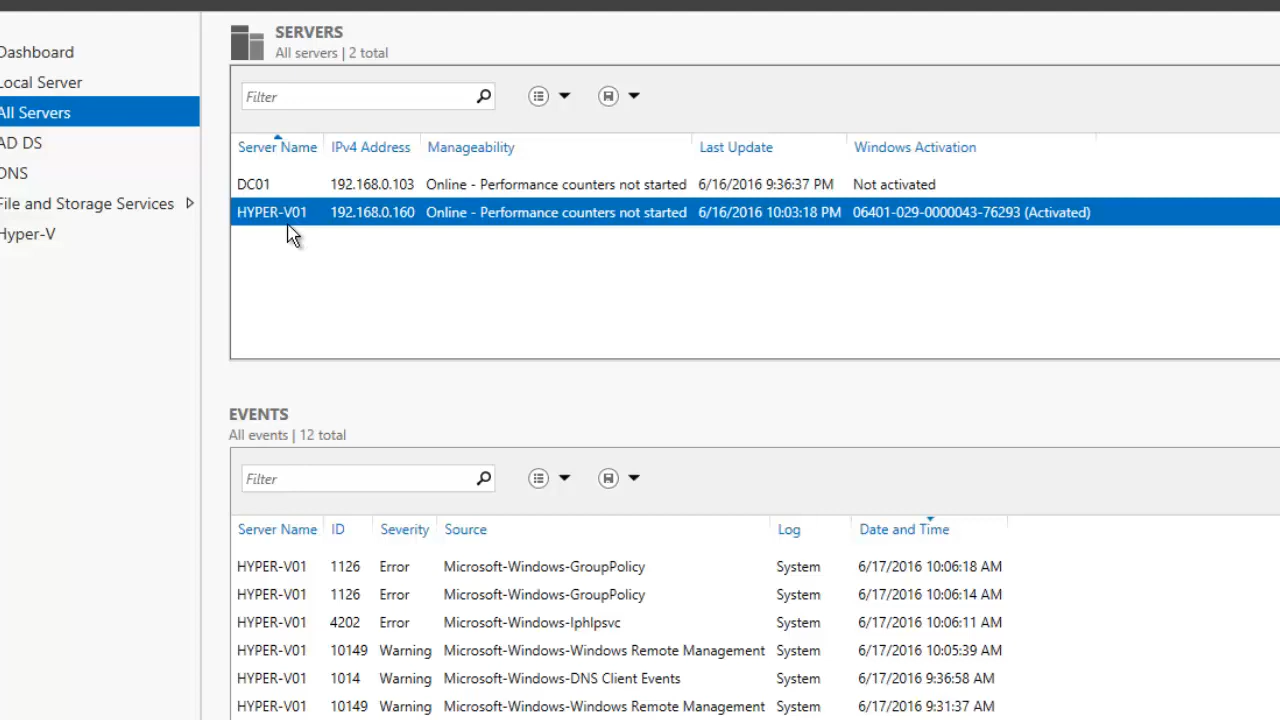 Dashboard
Local Server
All Servers
AD DS
DNS
File and Storage Services
Hyper-V
SERVERS
All servers | 2 total
Filter
Server Name IPv4 Address Manageability Last Update Windows Activation
DC01 192.168.0.103 Online - Performance counters not started 6/16/2016 9:36:37 PM Not activated
HYPER-V01 192.168.0.160 Online - Performance counters not started 6/16/2016 10:03:18 PM 06401-029-0000043-76293 (Activated)
EVENTS
All events | 12 total
Filter
Server Name ID Severity Source Log Date and Time
HYPER-V01 1126 Error Microsoft-Windows-GroupPolicy System 6/17/2016 10:06:18 AM
HYPER-V01 1126 Error Microsoft-Windows-GroupPolicy System 6/17/2016 10:06:14 AM
HYPER-V01 4202 Error Microsoft-Windows-Iphlpsvc System 6/17/2016 10:06:11 AM
HYPER-V01 10149 Warning Microsoft-Windows-Windows Remote Management System 6/17/2016 10:05:39 AM
HYPER-V01 1014 Warning Microsoft-Windows-DNS Client Events System 6/17/2016 9:36:58 AM
HYPER-V01 10149 Warning Microsoft-Windows-Windows Remote Management System 6/17/2016 9:31:37 AM